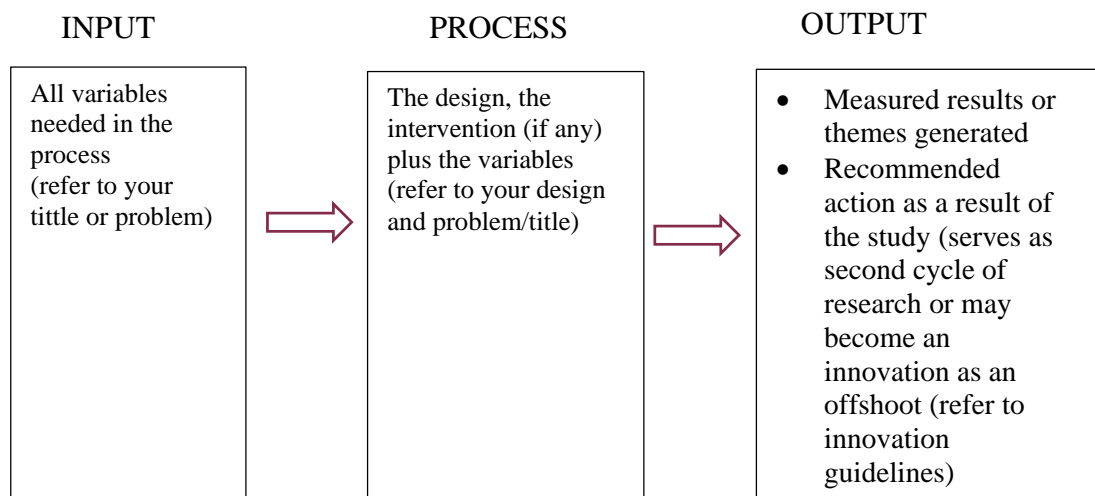 INPUT
PROCESS
OUTPUT
All variables
needed in the
process
(refer to your
tittle or problem)
The design, the
intervention (if any)
plus the variables
(refer to your design
and problem/title)
• Measured results or
themes generated
• Recommended
action as a result of
the study (serves as
second cycle of
research or may
become an
innovation as an
offshoot (refer to
innovation
guidelines)